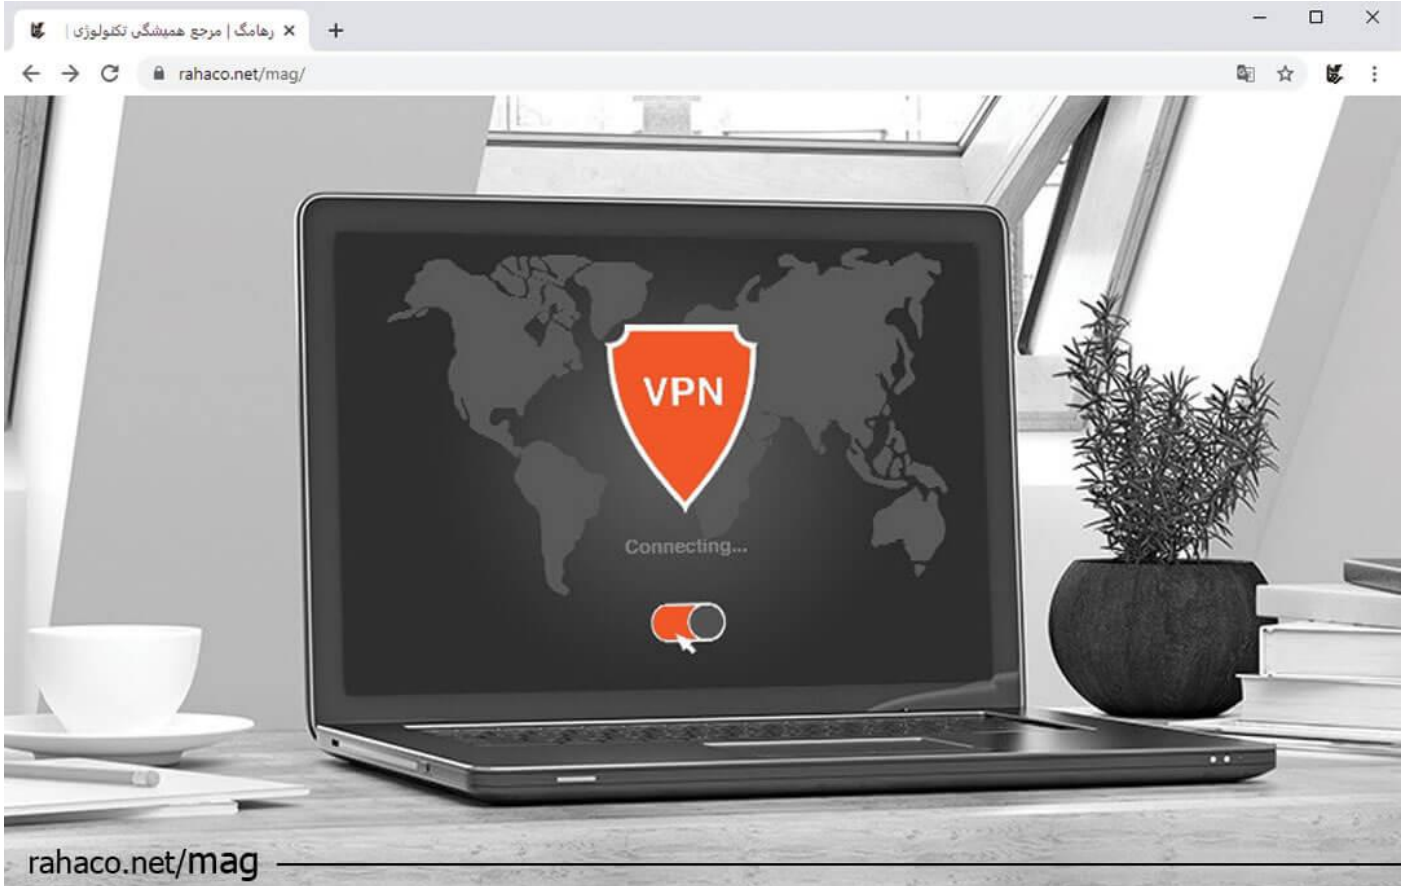 رهامگ | مرجع همیشگی تکنولوژی |
rahaco.net/mag/
VPN
Connecting...
rahaco.net/mag